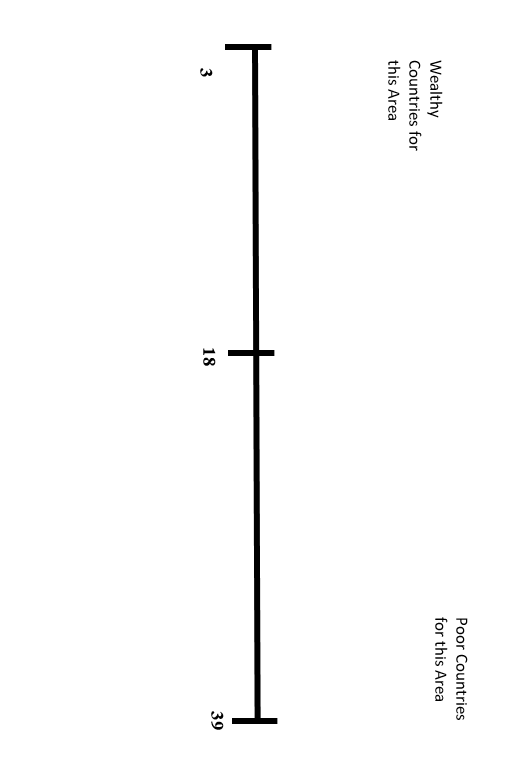 Wealthy
Countries for
this Area
Poor Countries
for this Area
3
18
39